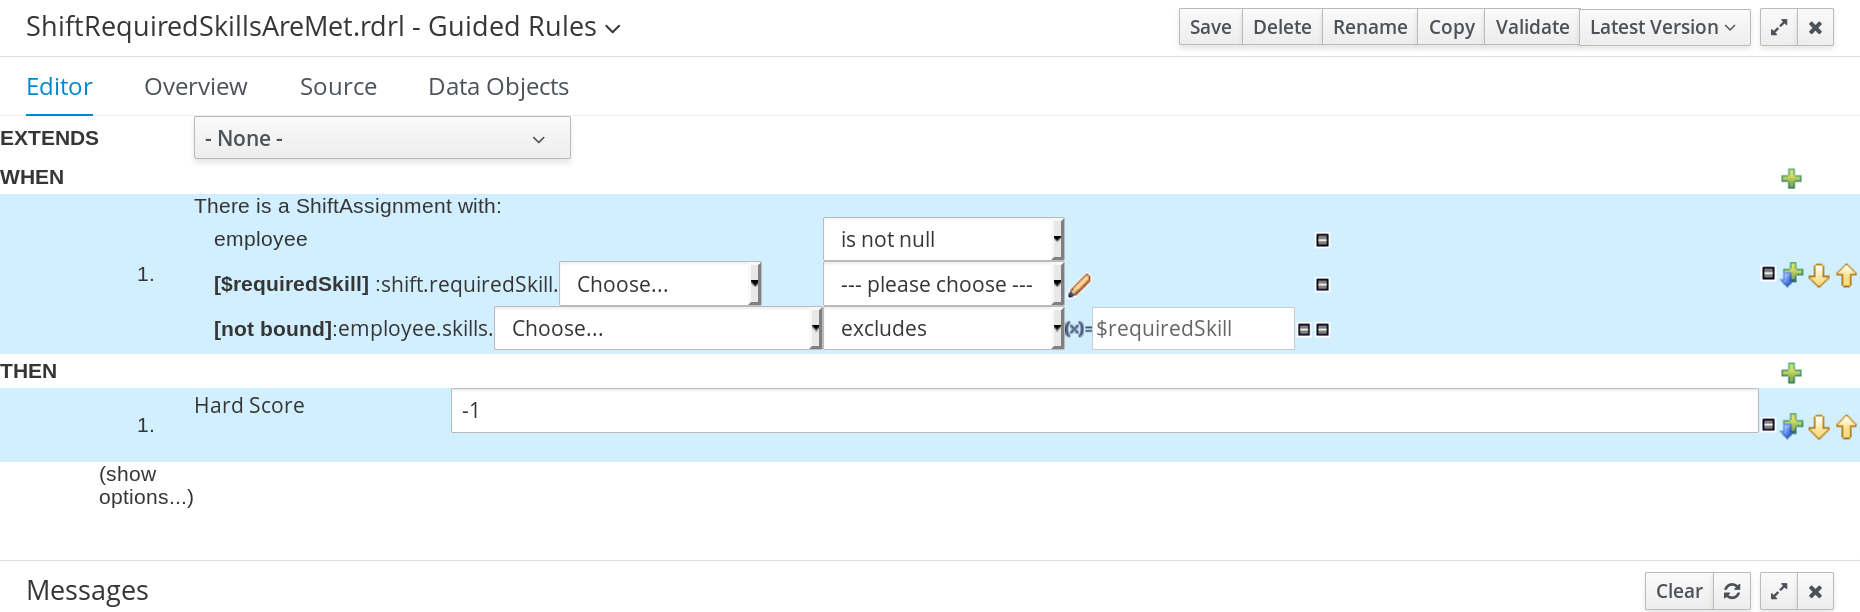 ShiftRequiredSkillsAreMet.rdrl - Guided Rules
Save Delete Rename Copy Validate Latest Version
Editor Overview Source Data Objects
EXTENDS - None -
WHEN
There is a ShiftAssignment with:
employee is not null
1.
[$requiredSkill] :shift.requiredSkill. Choose... --- please choose ---
[not bound]:employee.skills. Choose... excludes (x)= $requiredSkill
THEN
Hard Score -1
1.
(show
options...)
Messages Clear